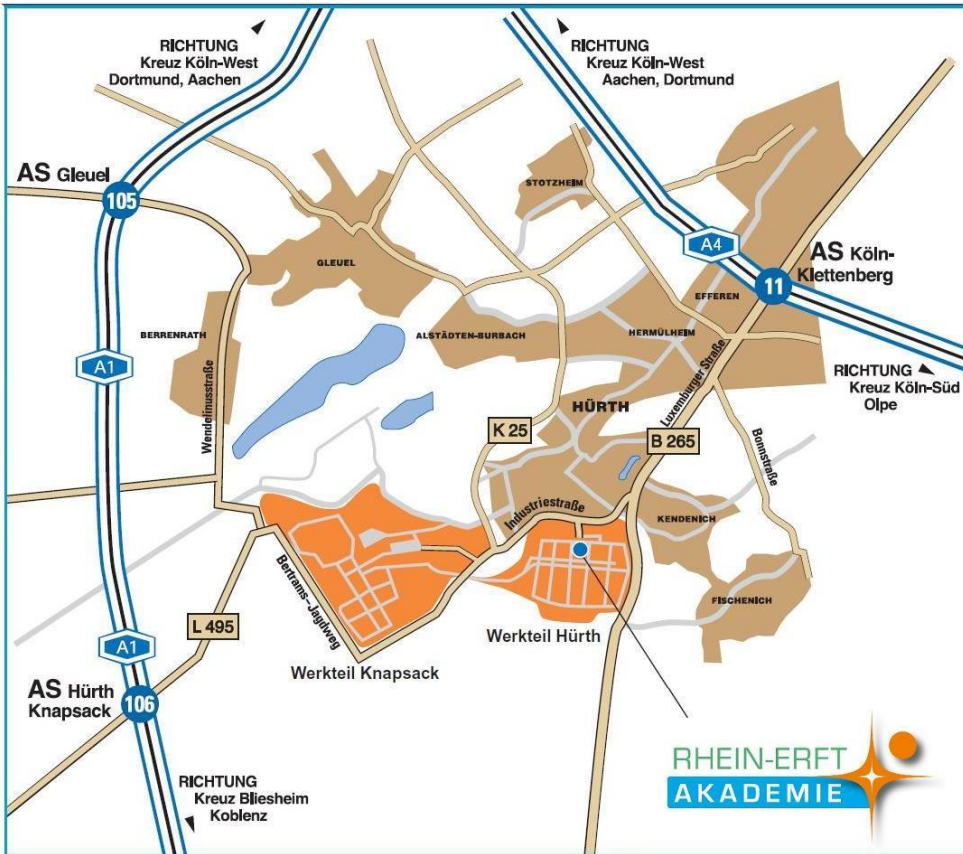 RICHTUNG
Kreuz Köln-West
Dortmund, Aachen
RICHTUNG
Kreuz Köln-West
Aachen, Dortmund
AS Gleuel
105
STOTZHEIM
A4
AS Köln-
Klettenberg
11
GLEUEL
EFFEREN
BERRENRATH
ALSTÄDTEN-BURBACH
HERMÜLHEIM
A1
Wendelinusstraße
Luxemburger Straße
RICHTUNG
Kreuz Köln-Süd
Olpe
HÜRTH
K 25
B 265
Bonnstraße
Industriestraße
KENDENICH
Bertrams-Jagdweg
FISCHENICH
L 495
Werkteil Hürth
A1
Werkteil Knapsack
AS Hürth
Knapsack
106
RICHTUNG
Kreuz Bliesheim
Koblenz
RHEIN-ERFT
AKADEMIE